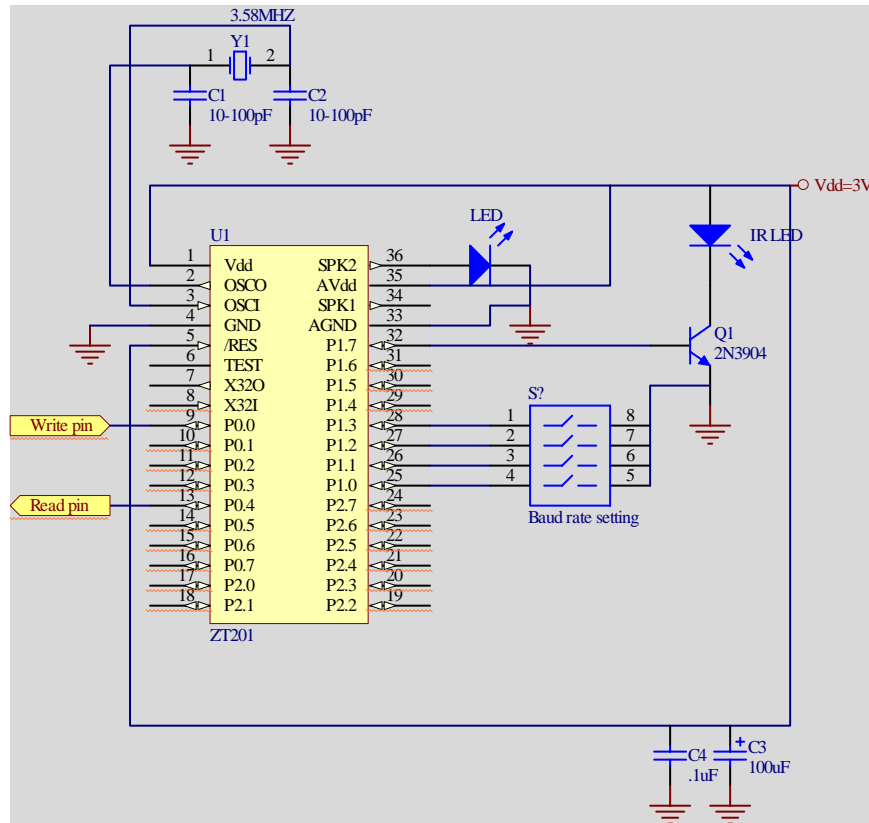 3.58MHZ
1 Y1 2
C1
10-100pF
C2
10-100pF
Vdd=3V
LED
IR LED
U1
1 Vdd SPK2 36
2 OSCO AVdd 35
3 OSCI SPK1 34
4 GND AGND 33
5 /RES P1.7 32
6 TEST P1.6 31
7 X32O P1.5 30
8 X32I P1.4 29
9 P0.0 P1.3 28
10 P0.1 P1.2 27
11 P0.2 P1.1 26
12 P0.3 P1.0 25
13 P0.4 P2.7 24
14 P0.5 P2.6 23
15 P0.6 P2.5 22
16 P0.7 P2.4 21
17 P2.0 P2.3 20
18 P2.1 P2.2 19
ZT201
Write pin
Read pin
Q1
2N3904
S?
1 8
2 7
3 6
4 5
Baud rate setting
C4
.1uF
+ C3
100uF